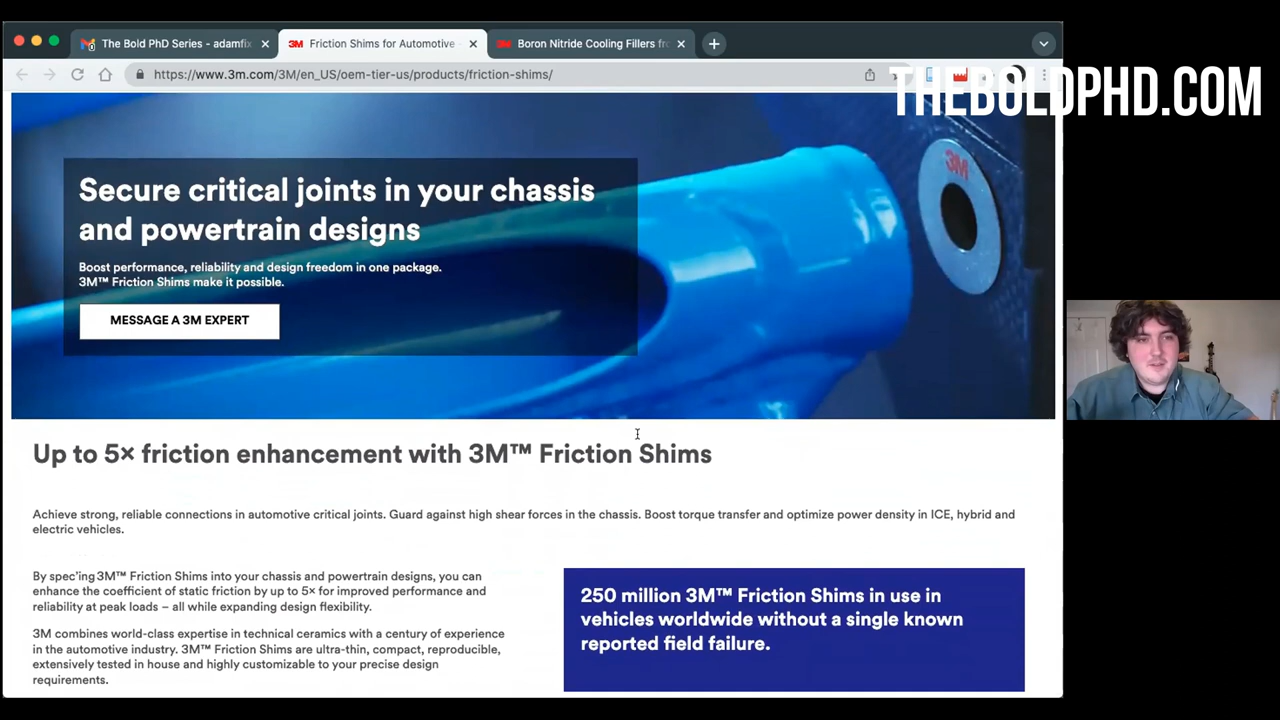 The Bold PhD Series - adamfix
3M Friction Shims for Automotive
3M Boron Nitride Cooling Fillers fro
https://www.3m.com/3M/en_US/oem-tier-us/products/friction-shims/
THEBOLDPHD.COM
3M
Secure critical joints in your chassis
and powertrain designs
Boost performance, reliability and design freedom in one package.
3M™ Friction Shims make it possible.
MESSAGE A 3M EXPERT
Up to 5× friction enhancement with 3M™ Friction Shims
Achieve strong, reliable connections in automotive critical joints. Guard against high shear forces in the chassis. Boost torque transfer and optimize power density in ICE, hybrid and
electric vehicles.
By spec'ing 3M™ Friction Shims into your chassis and powertrain designs, you can
enhance the coefficient of static friction by up to 5× for improved performance and
reliability at peak loads – all while expanding design flexibility.
3M combines world-class expertise in technical ceramics with a century of experience
in the automotive industry. 3M™ Friction Shims are ultra-thin, compact, reproducible,
extensively tested in house and highly customizable to your precise design
requirements.
250 million 3M™ Friction Shims in use in
vehicles worldwide without a single known
reported field failure.